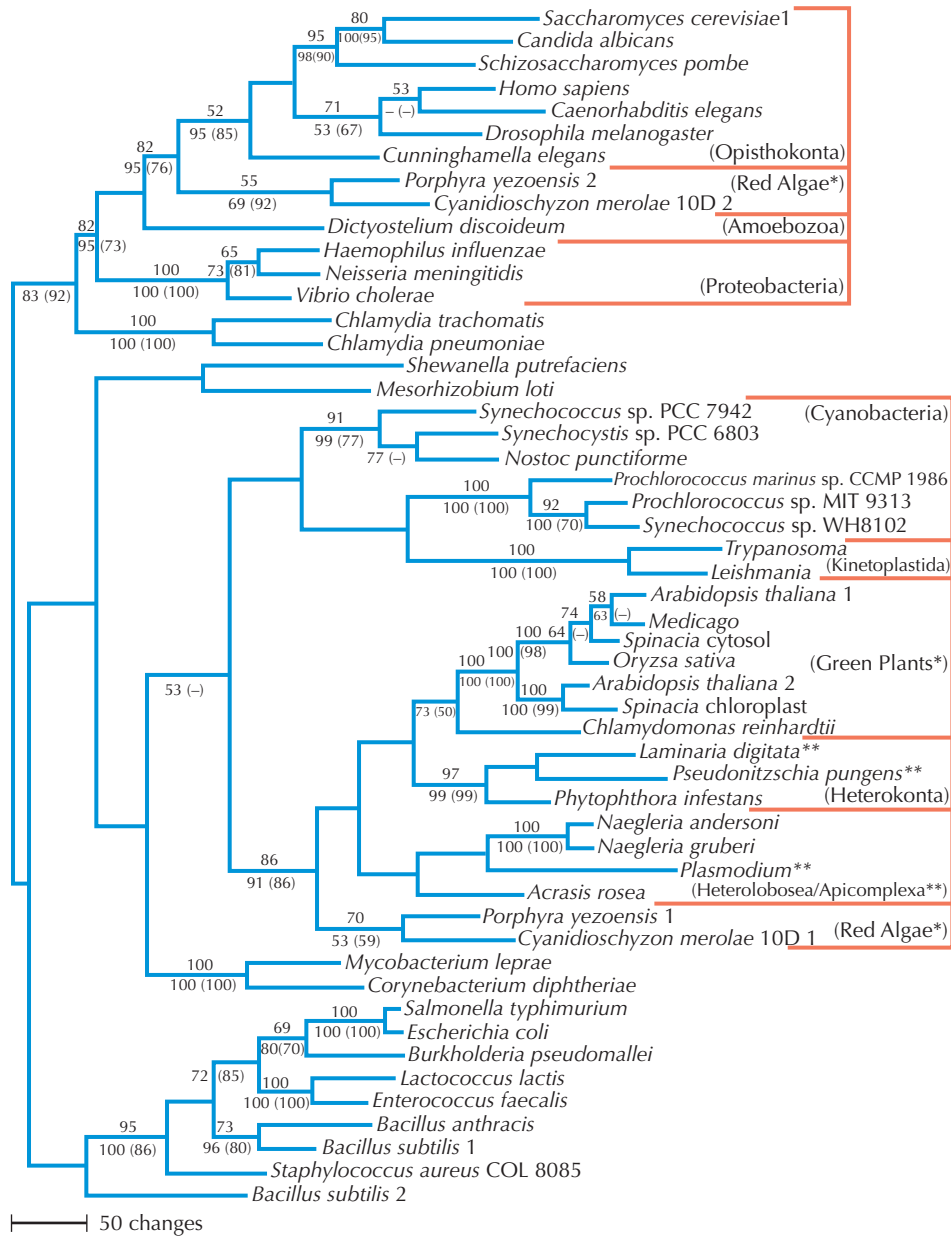 80
Saccharomyces cerevisiae1
100(95)
95
Candida albicans
98(90)
Schizosaccharomyces pombe
53
Homo sapiens
– (–)
71
Caenorhabditis elegans
53 (67)
52
Drosophila melanogaster
95 (85)
82
Cunninghamella elegans
(Opisthokonta)
95 (76)
55
Porphyra yezoensis 2
(Red Algae*)
69 (92)
Cyanidioschyzon merolae 10D 2
82
Dictyostelium discoideum
(Amoebozoa)
95 (73)
65
Haemophilus influenzae
100
73 (81)
Neisseria meningitidis
100 (100)
(Proteobacteria)
83 (92)
Vibrio cholerae
100
Chlamydia trachomatis
100 (100)
Chlamydia pneumoniae
Shewanella putrefaciens
Mesorhizobium loti
91
Synechococcus sp. PCC 7942
(Cyanobacteria)
99 (77)
Synechocystis sp. PCC 6803
77 (–)
Nostoc punctiforme
100
Prochlorococcus marinus sp. CCMP 1986
100 (100)
92
Prochlorococcus sp. MIT 9313
100 (70)
Synechococcus sp. WH8102
100
Trypanosoma
100 (100)
Leishmania
(Kinetoplastida)
58
Arabidopsis thaliana 1
74
63 (–)
Medicago
100
64 (–)
Spinacia cytosol
100 (98)
Oryzsa sativa
(Green Plants*)
100
100 (100)
100
Arabidopsis thaliana 2
53 (–)
100 (99)
Spinacia chloroplast
73 (50)
Chlamydomonas reinhardtii
Laminaria digitata**
97
Pseudonitzschia pungens**
99 (99)
Phytophthora infestans
(Heterokonta)
100
Naegleria andersoni
100 (100)
Naegleria gruberi
86
Plasmodium**
91 (86)
Acrasis rosea
(Heterolobosea/Apicomplexa**)
70
Porphyra yezoensis 1
53 (59)
Cyanidioschyzon merolae 10D 1
(Red Algae*)
100
Mycobacterium leprae
100 (100)
Corynebacterium diphtheriae
100
Salmonella typhimurium
69
100 (100)
Escherichia coli
80(70)
Burkholderia pseudomallei
72 (85)
100
Lactococcus lactis
100 (100)
Enterococcus faecalis
95
73
Bacillus anthracis
100 (86)
96 (80)
Bacillus subtilis 1
Staphylococcus aureus COL 8085
Bacillus subtilis 2
50 changes